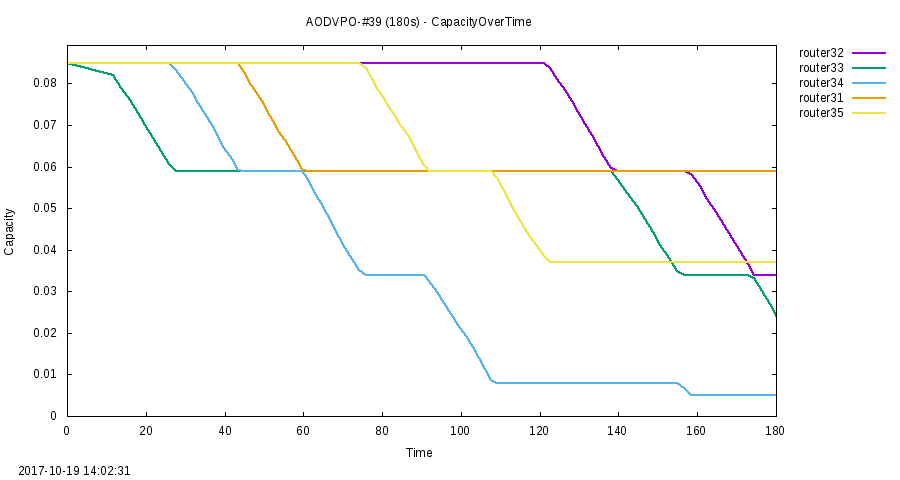 AODVPO-#39 (180s) - CapacityOverTime
router32
router33
router34
router31
router35
0.08
0.07
0.06
0.05
0.04
0.03
0.02
0.01
0
Capacity
0 20 40 60 80 100 120 140 160 180
Time
2017-10-19 14:02:31